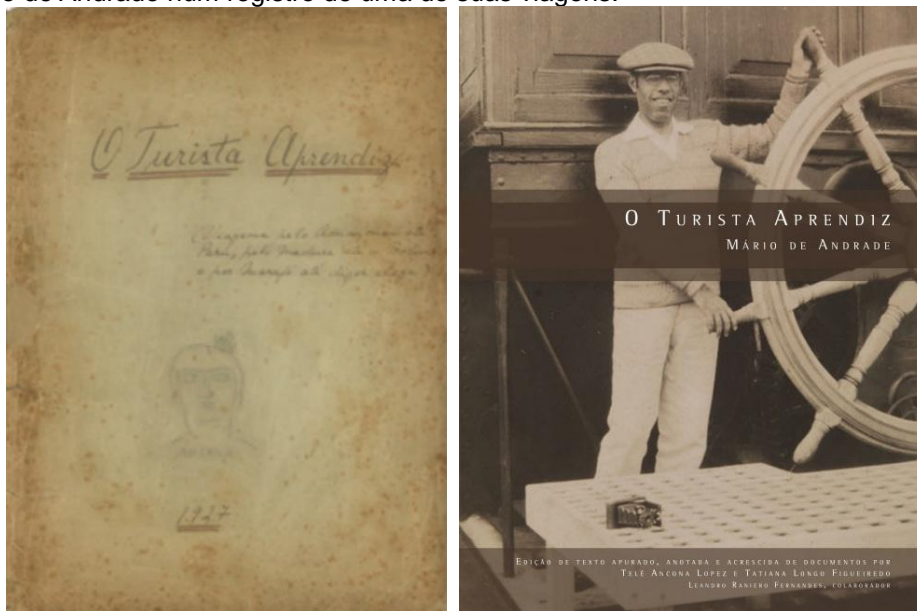 de Andrade num registro de uma de suas viagens.
O Turista Aprendiz
1927
O TURISTA APRENDIZ
MÁRIO DE ANDRADE
EDIÇÃO DE TEXTO APURADO, ANOTADA E ACRESCIDA DE DOCUMENTOS POR
TELÊ ANCONA LOPEZ E TATIANA LONGO FIGUEIREDO
LEANDRO RANIERO FERNANDES, COLABORADOR